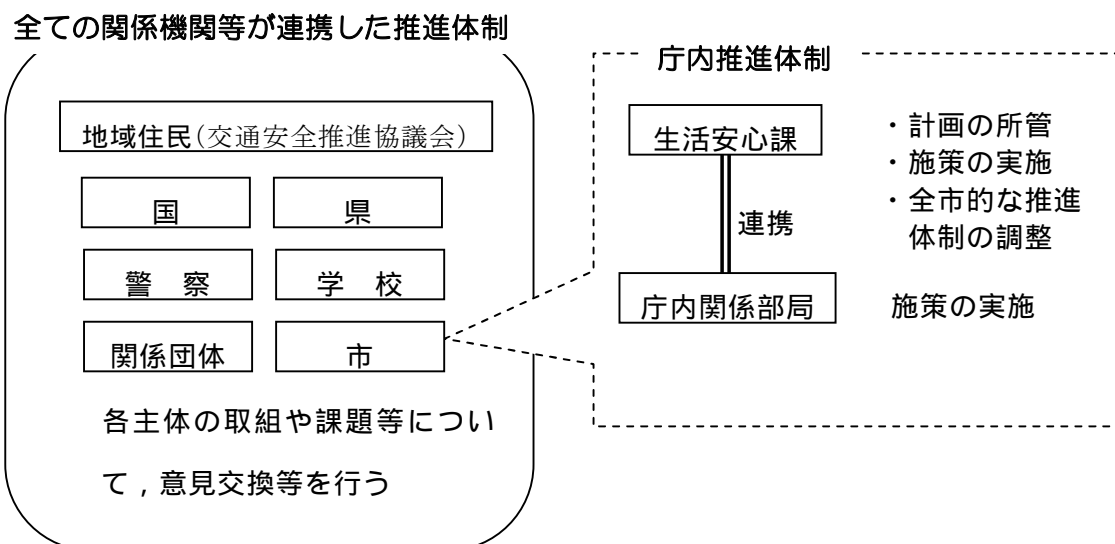 全ての関係機関等が連携した推進体制
地域住民(交通安全推進協議会)
国
県
警　察
学　校
関係団体
市
各主体の取組や課題等につい
て，意見交換等を行う
庁内推進体制
生活安心課
・計画の所管
・施策の実施
・全市的な推進
体制の調整
連携
庁内関係部局
施策の実施